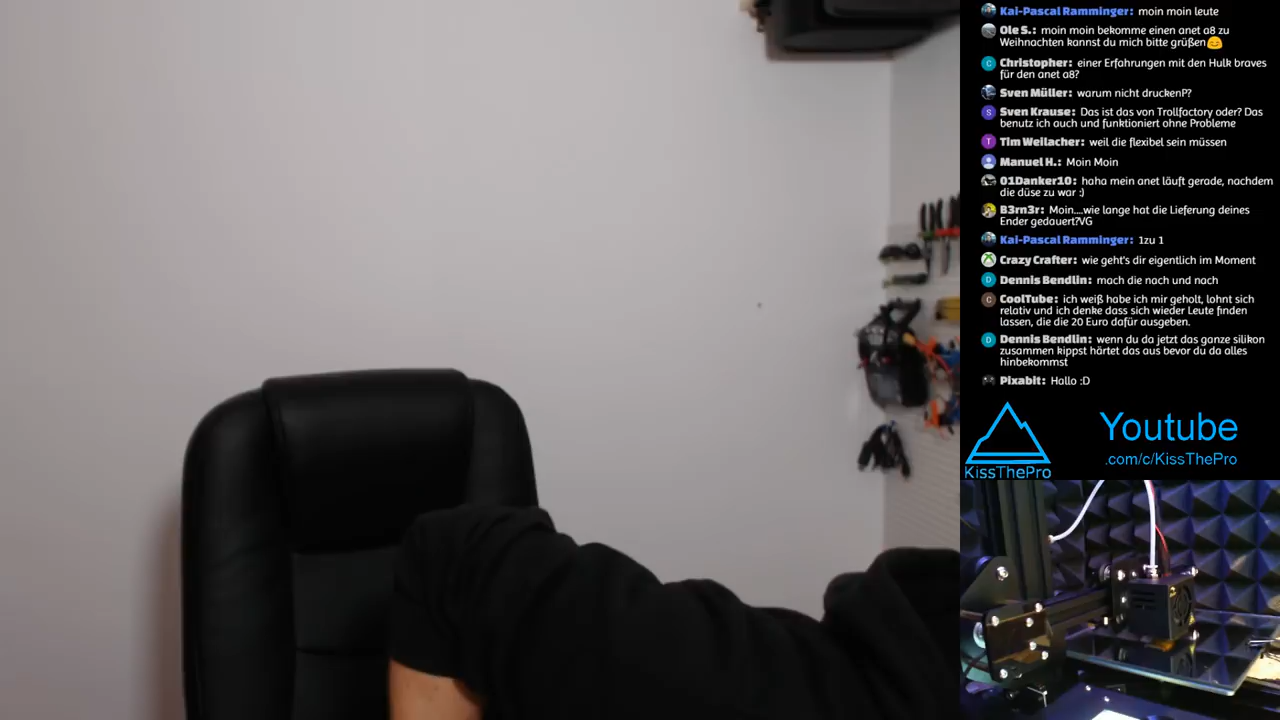 Kai-Pascal Ramminger: moin moin leute
Ole S.: moin moin bekomme einen anet a8 zu
Weihnachten kannst du mich bitte grüßen😊
Christopher: einer Erfahrungen mit den Hulk braves
für den anet a8?
Sven Müller: warum nicht druckenP?
Sven Krause: Das ist das von Trollfactory oder? Das
benutz ich auch und funktioniert ohne Probleme
Tim Weilacher: weil die flexibel sein müssen
Manuel H.: Moin Moin
01Danker10: haha mein anet läuft gerade, nachdem
die düse zu war :)
B3rn3r: Moin....wie lange hat die Lieferung deines
Ender gedauert?VG
Kai-Pascal Ramminger: 1zu 1
Crazy Crafter: wie geht's dir eigentlich im Moment
Dennis Bendlin: mach die nach und nach
CoolTube: ich weiß habe ich mir geholt, lohnt sich
relativ und ich denke dass sich wieder Leute finden
lassen, die die 20 Euro dafür ausgeben.
Dennis Bendlin: wenn du da jetzt das ganze silikon
zusammen kippst härtet das aus bevor du da alles
hinbekommst
Pixabit: Hallo :D
Youtube
.com/c/KissThePro
KissThePro